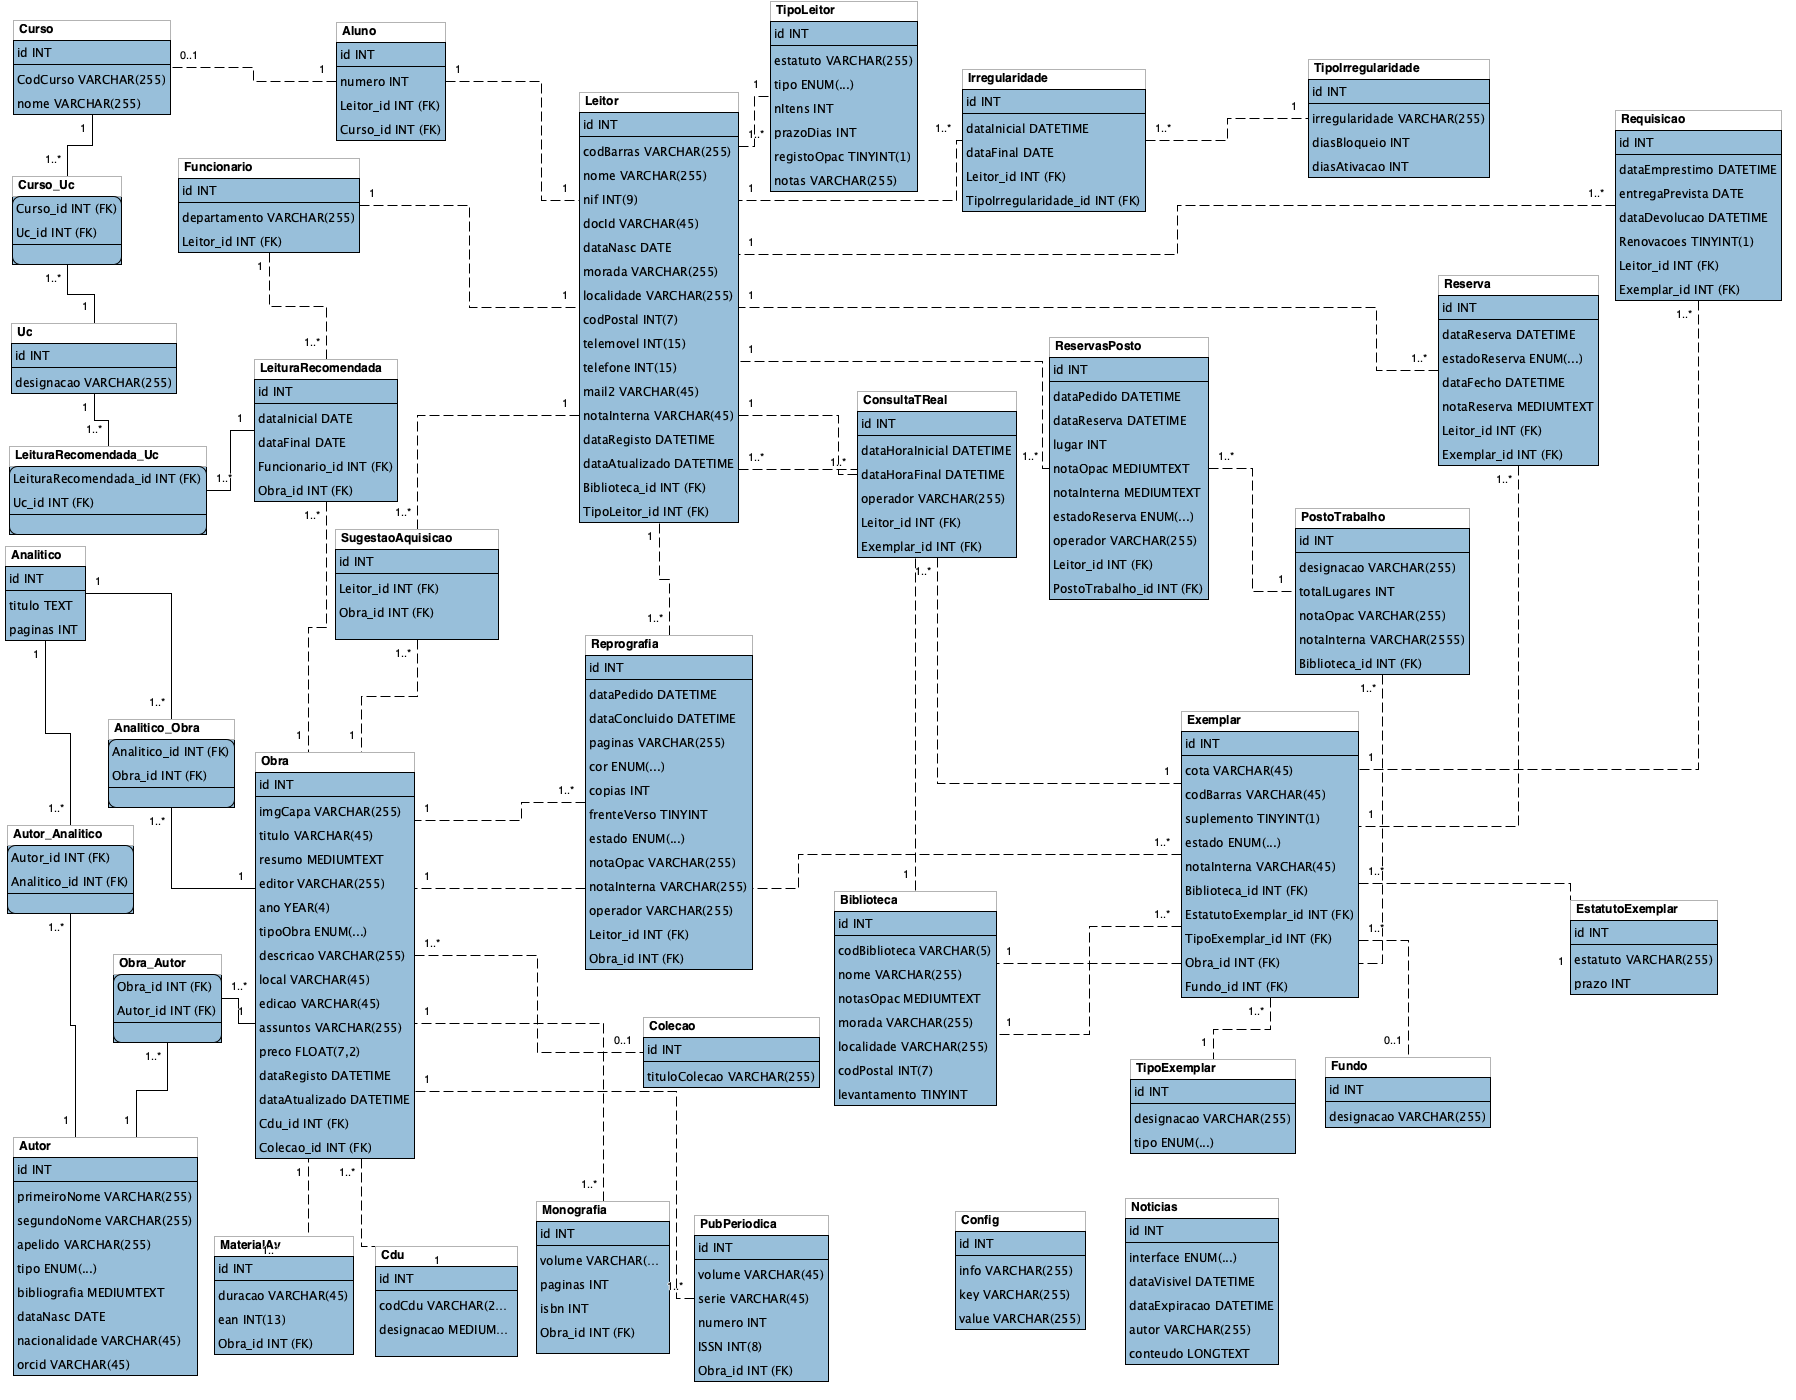 Curso
id INT
CodCurso VARCHAR(255)
nome VARCHAR(255)
0..1
1
1
1..*
Aluno
id INT
numero INT
Leitor_id INT (FK)
Curso_id INT (FK)
1
1
Curso_Uc
Curso_id INT (FK)
Uc_id INT (FK)
1..*
1
Uc
id INT
designacao VARCHAR(255)
1
1..*
Funcionario
id INT
departamento VARCHAR(255)
Leitor_id INT (FK)
1
1
1
1..*
LeituraRecomendada
id INT
dataInicial DATE
dataFinal DATE
Funcionario_id INT (FK)
Obra_id INT (FK)
1
1..*
1..*
1
LeituraRecomendada_Uc
LeituraRecomendada_id INT (FK)
Uc_id INT (FK)
Leitor
id INT
codBarras VARCHAR(255)
nome VARCHAR(255)
nif INT(9)
docId VARCHAR(45)
dataNasc DATE
morada VARCHAR(255)
localidade VARCHAR(255)
codPostal INT(7)
telemovel INT(15)
telefone INT(15)
mail2 VARCHAR(45)
notaInterna VARCHAR(45)
dataRegisto DATETIME
dataAtualizado DATETIME
Biblioteca_id INT (FK)
TipoLeitor_id INT (FK)
TipoLeitor
id INT
estatuto VARCHAR(255)
tipo ENUM(...)
nItens INT
prazoDias INT
registoOpac TINYINT(1)
notas VARCHAR(255)
1
1..*
Irregularidade
id INT
dataInicial DATETIME
dataFinal DATE
Leitor_id INT (FK)
TipoIrregularidade_id INT (FK)
1
1..*
1..*
1
TipoIrregularidade
id INT
irregularidade VARCHAR(255)
diasBloqueio INT
diasAtivacao INT
Requisicao
id INT
dataEmprestimo DATETIME
entregaPrevista DATE
dataDevolucao DATETIME
Renovacoes TINYINT(1)
Leitor_id INT (FK)
Exemplar_id INT (FK)
1
1..*
1..*
Reserva
id INT
dataReserva DATETIME
estadoReserva ENUM(...)
dataFecho DATETIME
notaReserva MEDIUMTEXT
Leitor_id INT (FK)
Exemplar_id INT (FK)
1
1..*
1..*
ReservasPosto
id INT
dataPedido DATETIME
dataReserva DATETIME
lugar INT
notaOpac MEDIUMTEXT
notaInterna MEDIUMTEXT
estadoReserva ENUM(...)
operador VARCHAR(255)
Leitor_id INT (FK)
PostoTrabalho_id INT (FK)
1
1..*
1..*
1
ConsultaTReal
id INT
dataHoraInicial DATETIME
dataHoraFinal DATETIME
operador VARCHAR(255)
Leitor_id INT (FK)
Exemplar_id INT (FK)
1
1..*
1..*
1..*
1
1
PostoTrabalho
id INT
designacao VARCHAR(255)
totalLugares INT
notaOpac VARCHAR(255)
notaInterna VARCHAR(2555)
Biblioteca_id INT (FK)
1..*
SugestaoAquisicao
id INT
Leitor_id INT (FK)
Obra_id INT (FK)
1
1..*
1..*
1
Analitico
id INT
titulo TEXT
paginas INT
1
1..*
1
1..*
Analitico_Obra
Analitico_id INT (FK)
Obra_id INT (FK)
1..*
1
Autor_Analitico
Autor_id INT (FK)
Analitico_id INT (FK)
1..*
1
Obra_Autor
Obra_id INT (FK)
Autor_id INT (FK)
1..*
1
1..*
1
Autor
id INT
primeiroNome VARCHAR(255)
segundoNome VARCHAR(255)
apelido VARCHAR(255)
tipo ENUM(...)
bibliografia MEDIUMTEXT
dataNasc DATE
nacionalidade VARCHAR(45)
orcid VARCHAR(45)
Obra
id INT
imgCapa VARCHAR(255)
titulo VARCHAR(45)
resumo MEDIUMTEXT
editor VARCHAR(255)
ano YEAR(4)
tipoObra ENUM(...)
descricao VARCHAR(255)
local VARCHAR(45)
edicao VARCHAR(45)
assuntos VARCHAR(255)
preco FLOAT(7,2)
dataRegisto DATETIME
dataAtualizado DATETIME
Cdu_id INT (FK)
Colecao_id INT (FK)
1
1
1..*
1
1
1
1..*
Reprografia
id INT
dataPedido DATETIME
dataConcluido DATETIME
paginas VARCHAR(255)
cor ENUM(...)
copias INT
frenteVerso TINYINT
estado ENUM(...)
notaOpac VARCHAR(255)
notaInterna VARCHAR(255)
operador VARCHAR(255)
Leitor_id INT (FK)
Obra_id INT (FK)
1
1..*
1..*
Exemplar
id INT
cota VARCHAR(45)
codBarras VARCHAR(45)
suplemento TINYINT(1)
estado ENUM(...)
notaInterna VARCHAR(45)
Biblioteca_id INT (FK)
EstatutoExemplar_id INT (FK)
TipoExemplar_id INT (FK)
Obra_id INT (FK)
Fundo_id INT (FK)
1
1..*
1..*
1
1
1..*
1..*
1..*
Biblioteca
id INT
codBiblioteca VARCHAR(5)
nome VARCHAR(255)
notasOpac MEDIUMTEXT
morada VARCHAR(255)
localidade VARCHAR(255)
codPostal INT(7)
levantamento TINYINT
1
1
EstatutoExemplar
id INT
estatuto VARCHAR(255)
prazo INT
1
Colecao
id INT
tituloColecao VARCHAR(255)
0..1
TipoExemplar
id INT
designacao VARCHAR(255)
tipo ENUM(...)
1
Fundo
id INT
designacao VARCHAR(255)
0..1
MaterialAv
id INT
duracao VARCHAR(45)
ean INT(13)
Obra_id INT (FK)
1..*
Cdu
1
id INT
codCdu VARCHAR(2...
designacao MEDIUM...
Monografia
id INT
volume VARCHAR(...
paginas INT
isbn INT
Obra_id INT (FK)
1..*
PubPeriodica
id INT
volume VARCHAR(45)
serie VARCHAR(45)
numero INT
ISSN INT(8)
Obra_id INT (FK)
1..*
Config
id INT
info VARCHAR(255)
key VARCHAR(255)
value VARCHAR(255)
Noticias
id INT
interface ENUM(...)
dataVisivel DATETIME
dataExpiracao DATETIME
autor VARCHAR(255)
conteudo LONGTEXT